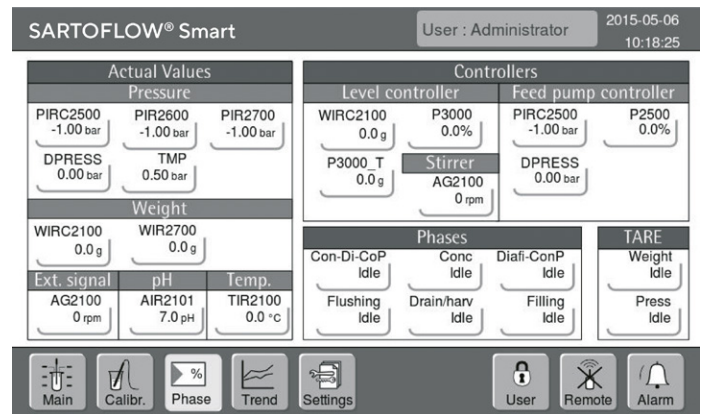 SARTOFLOW® Smart
User : Administrator
2015-05-06
10:18:25
Actual Values
Pressure
PIRC2500 PIR2600 PIR2700
-1.00 bar -1.00 bar -1.00 bar
DPRESS TMP
0.00 bar 0.50 bar
Weight
WIRC2100 WIR2700
0.0 g 0.0 g
Ext. signal pH Temp.
AG2100 AIR2101 TIR2100
0 rpm 7.0 pH 0.0 °C
Controllers
Level controller Feed pump controller
WIRC2100 P3000 PIRC2500 P2500
0.0 g 0.0% -1.00 bar 0.0%
P3000_T Stirrer DPRESS
0.0 g AG2100 0.00 bar
0 rpm
Phases TARE
Con-Di-CoP Conc Diafi-ConP Weight
Idle Idle Idle Idle
Flushing Drain/harv Filling Press
Idle Idle Idle Idle
%
Main Calibr. Phase Trend Settings User Remote Alarm